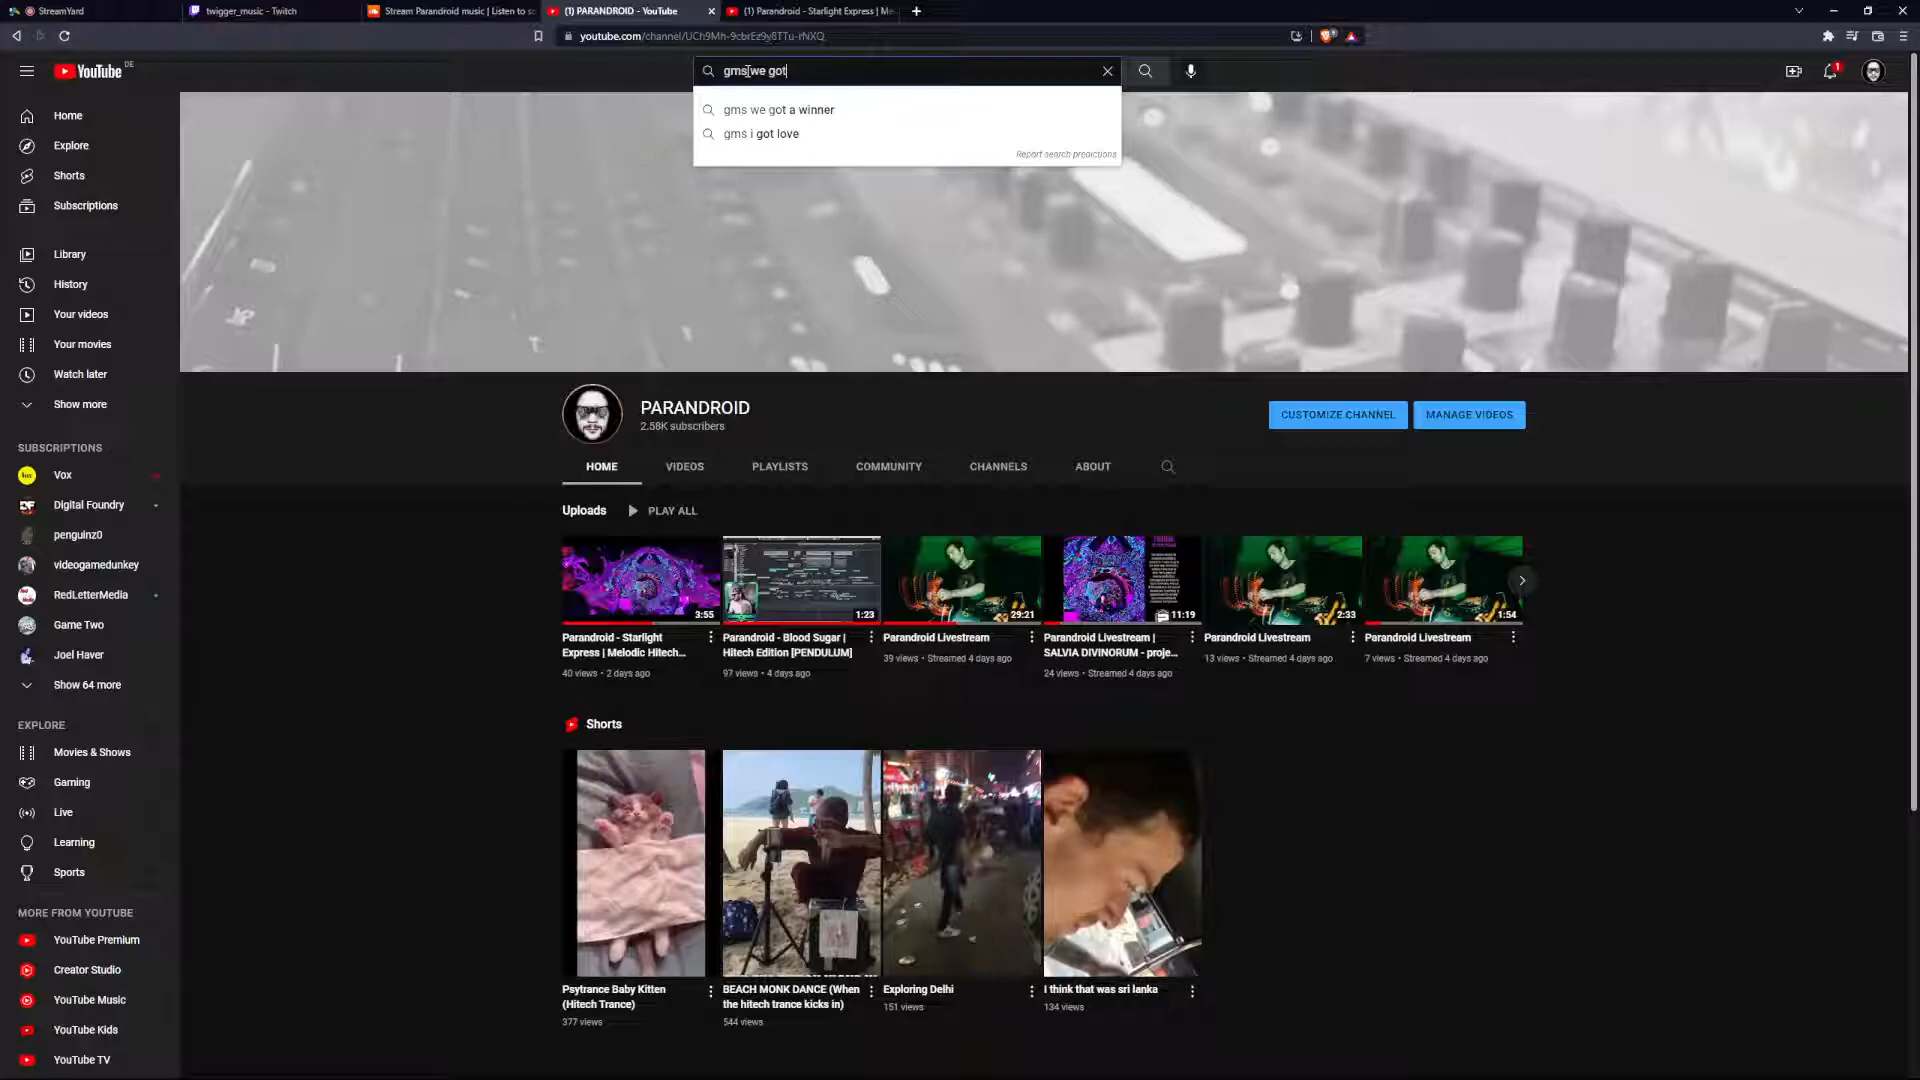 StreamYard
twigger_music - Twitch
Stream Parandroid music | Listen to s
(1) PARANDROID - YouTube
(1) Parandroid - Starlight Express | Me
youtube.com/channel/UCh9Mh-9cbrEz9y8TTu-rNXQ
YouTube DE
gms we got
gms we got a winner
gms i got love
Report search predictions
1
Home
Explore
Shorts
Subscriptions
Library
History
Your videos
Your movies
Watch later
Show more
SUBSCRIPTIONS
Vox
Digital Foundry
penguinz0
videogamedunkey
RedLetterMedia
Game Two
Joel Haver
Show 64 more
EXPLORE
Movies & Shows
Gaming
Live
Learning
Sports
MORE FROM YOUTUBE
YouTube Premium
Creator Studio
YouTube Music
YouTube Kids
YouTube TV
PARANDROID
2.58K subscribers
CUSTOMIZE CHANNEL
MANAGE VIDEOS
HOME
VIDEOS
PLAYLISTS
COMMUNITY
CHANNELS
ABOUT
Uploads
PLAY ALL
3:55
Parandroid - Starlight
Express | Melodic Hitech...
40 views • 2 days ago
1:23
Parandroid - Blood Sugar |
Hitech Edition [PENDULUM]
97 views • 4 days ago
29:21
Parandroid Livestream
39 views • Streamed 4 days ago
11:19
Parandroid Livestream |
SALVIA DIVINORUM - proje...
24 views • Streamed 4 days ago
2:33
Parandroid Livestream
13 views • Streamed 4 days ago
1:54
Parandroid Livestream
7 views • Streamed 4 days ago
Shorts
Psytrance Baby Kitten
(Hitech Trance)
377 views
BEACH MONK DANCE (When
the hitech trance kicks in)
544 views
Exploring Delhi
151 views
I think that was sri lanka
134 views